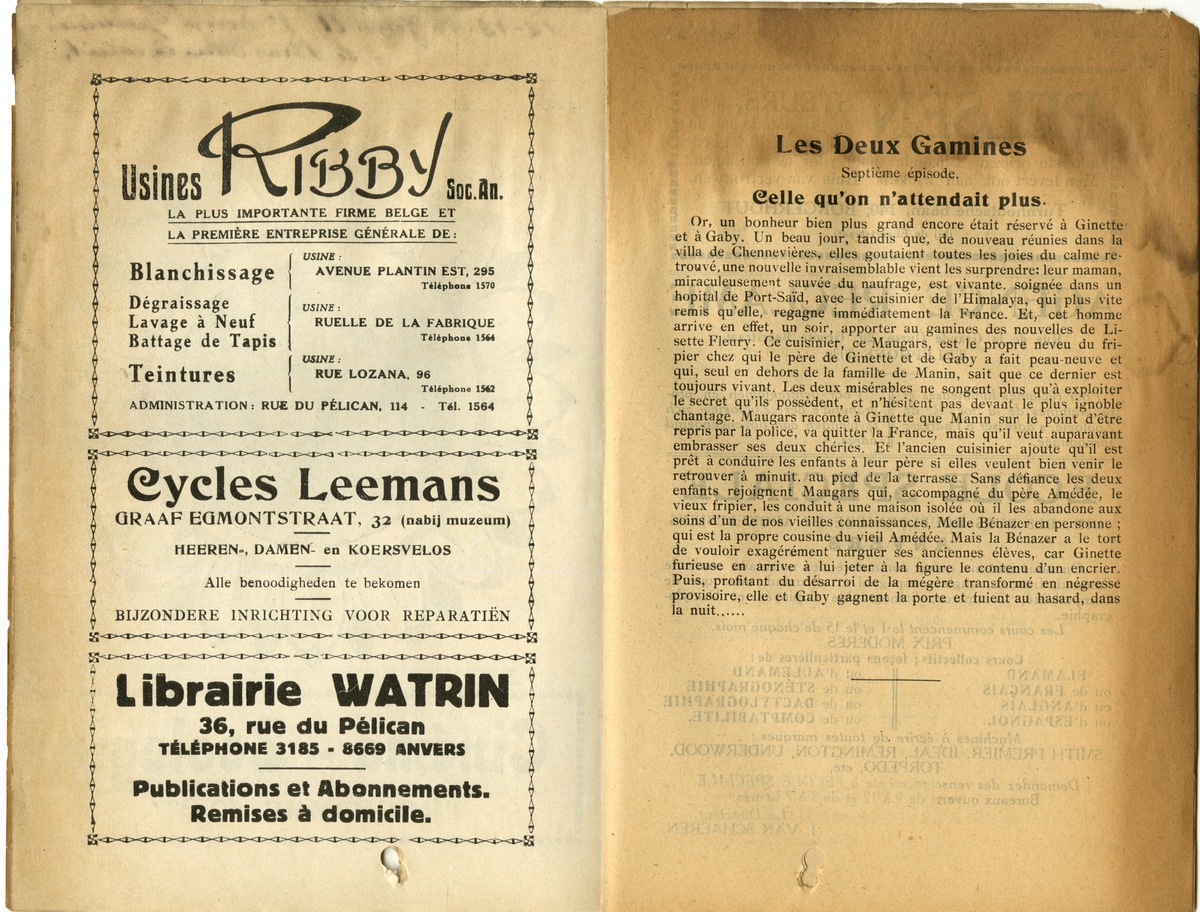 Usines RIBBY Soc.An.
LA PLUS IMPORTANTE FIRME BELGE ET
LA PREMIÈRE ENTREPRISE GÉNÉRALE DE :
Blanchissage
USINE :
AVENUE PLANTIN EST, 295
Téléphone 1570
Dégraissage
Lavage à Neuf
Battage de Tapis
USINE :
RUELLE DE LA FABRIQUE
Téléphone 1564
Teintures
USINE :
RUE LOZANA, 96
Téléphone 1562
ADMINISTRATION : RUE DU PÉLICAN, 114 - Tél. 1564
Cycles Leemans
GRAAF EGMONTSTRAAT, 32 (nabij muzeum)
HEEREN-, DAMEN- en KOERSVELOS
Alle benoodigheden te bekomen
BIJZONDERE INRICHTING VOOR REPARATIËN
Librairie WATRIN
36, rue du Pélican
TÉLÉPHONE 3185 - 8669 ANVERS
Publications et Abonnements.
Remises à domicile.
Les Deux Gamines
Septième épisode,
Celle qu'on n'attendait plus.
Or, un bonheur bien plus grand encore était réservé à Ginette
et à Gaby. Un beau jour, tandis que, de nouveau réunies dans la
villa de Chennevières, elles goutaient toutes les joies du calme re-
trouvé, une nouvelle invraisemblable vient les surprendre: leur maman,
miraculeusement sauvée du naufrage, est vivante. soignée dans un
hopital de Port-Saïd, avec le cuisinier de l'Himalaya, qui plus vite
remis qu'elle, regagne immédiatement la France. Et, cet homme
arrive en effet, un soir, apporter au gamines des nouvelles de Li-
sette Fleury. Ce cuisinier, ce Maugars, est le propre neveu du fri-
pier chez qui le père de Ginette et de Gaby a fait peau-neuve et
qui, seul en dehors de la famille de Manin, sait que ce dernier est
toujours vivant. Les deux misérables ne songent plus qu'à exploiter
le secret qu'ils possèdent, et n'hésitent pas devant le plus ignoble
chantage. Maugars raconte à Ginette que Manin sur le point d'être
repris par la police, va quitter la France, mais qu'il veut auparavant
embrasser ses deux chéries. Et l'ancien cuisinier ajoute qu'il est
prêt à conduire les enfants à leur père si elles veulent bien venir le
retrouver à minuit. au pied de la terrasse. Sans défiance les deux
enfants rejoignent Maugars qui, accompagné du père Amédée, le
vieux fripier, les conduit à une maison isolée où il les abandone aux
soins d'un de nos vieilles connaissances, Melle Bénazer en personne ;
qui est la propre cousine du vieil Amédée. Mais la Bénazer a le tort
de vouloir exagérément narguer ses anciennes élèves, car Ginette
furieuse en arrive à lui jeter à la figure le contenu d'un encrier.
Puis, profitant du désarroi de la mégère transformé en négresse
provisoire, elle et Gaby gagnent la porte et fuient au hasard, dans
la nuit......